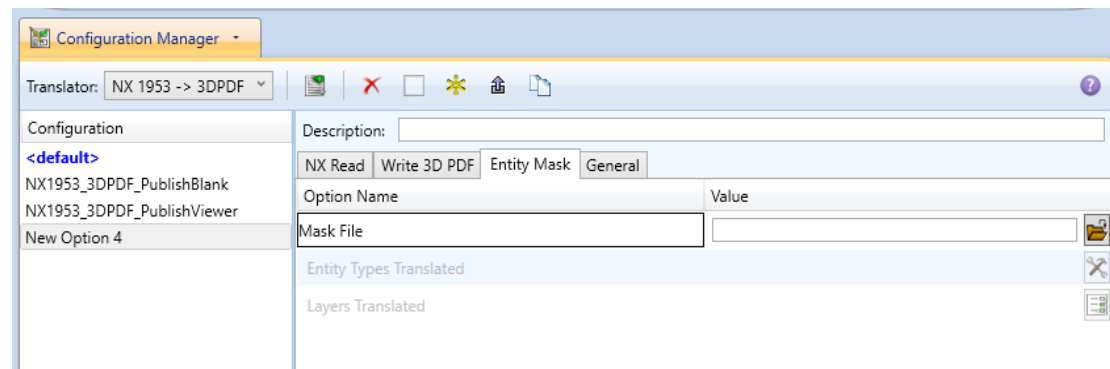 Configuration Manager
Translator: NX 1953 -> 3DPDF
Configuration
Description:
<default>
NX Read Write 3D PDF Entity Mask General
NX1953_3DPDF_PublishBlank
Option Name Value
NX1953_3DPDF_PublishViewer
New Option 4
Mask File
Entity Types Translated
Layers Translated